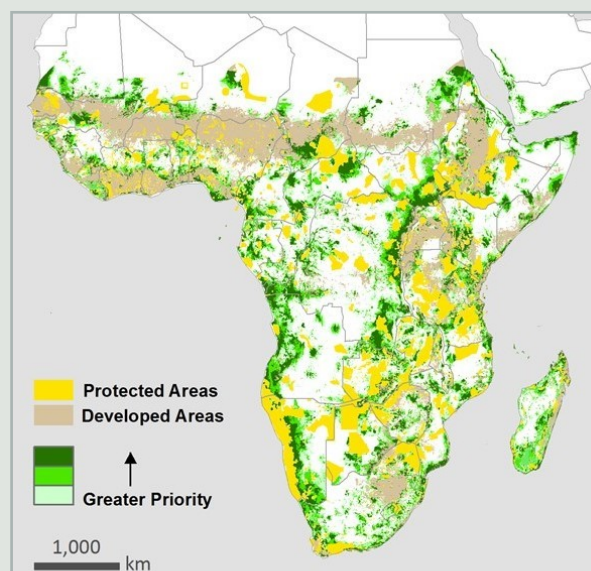 Protected Areas
Developed Areas
Greater Priority
1,000
km